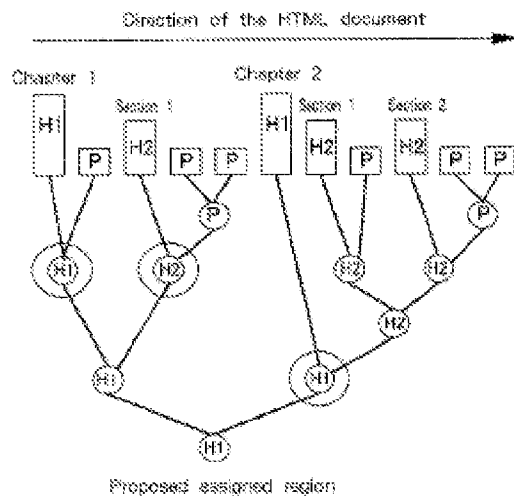 Direction of the HTML document
Chapter 1
Chapter 2
Section 1
Section 1
Section 2
H1
P
H2
P
P
H1
H2
P
H2
P
P
P
P
H1
H2
H2
H2
H2
H1
H1
H1
Proposed assigned region